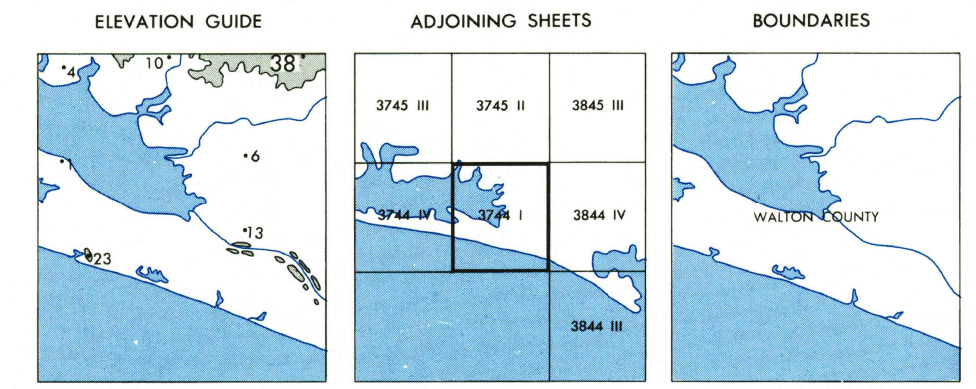 ELEVATION GUIDE
4
10
38
1
6
13
23
ADJOINING SHEETS
3745 III
3745 II
3845 III
3744 IV
3744 I
3844 IV
3844 III
BOUNDARIES
WALTON COUNTY